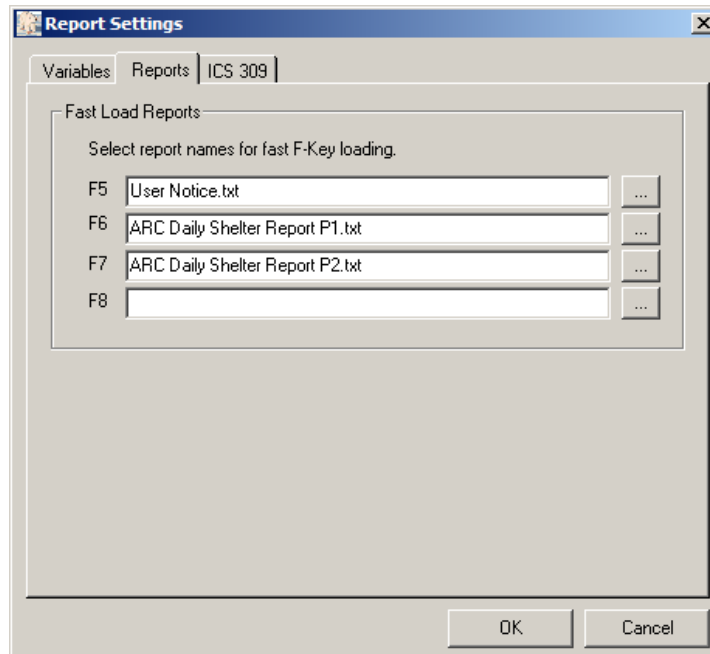 Report Settings
Variables Reports ICS 309
Fast Load Reports
Select report names for fast F-Key loading.
F5 User Notice.txt ...
F6 ARC Daily Shelter Report P1.txt ...
F7 ARC Daily Shelter Report P2.txt ...
F8 ...
OK Cancel